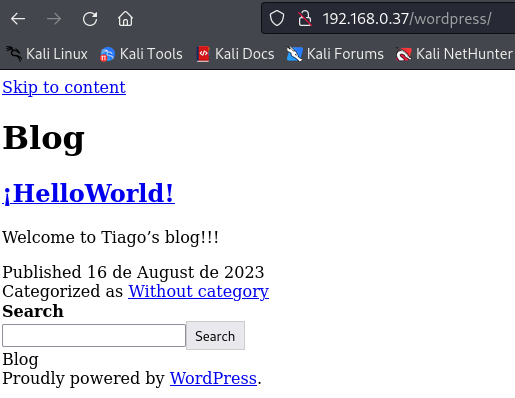 192.168.0.37/wordpress/
Kali Linux Kali Tools Kali Docs Kali Forums Kali NetHunter
Skip to content
Blog
¡HelloWorld!
Welcome to Tiago’s blog!!!
Published 16 de August de 2023
Categorized as Without category
Search
Search
Blog
Proudly powered by WordPress.